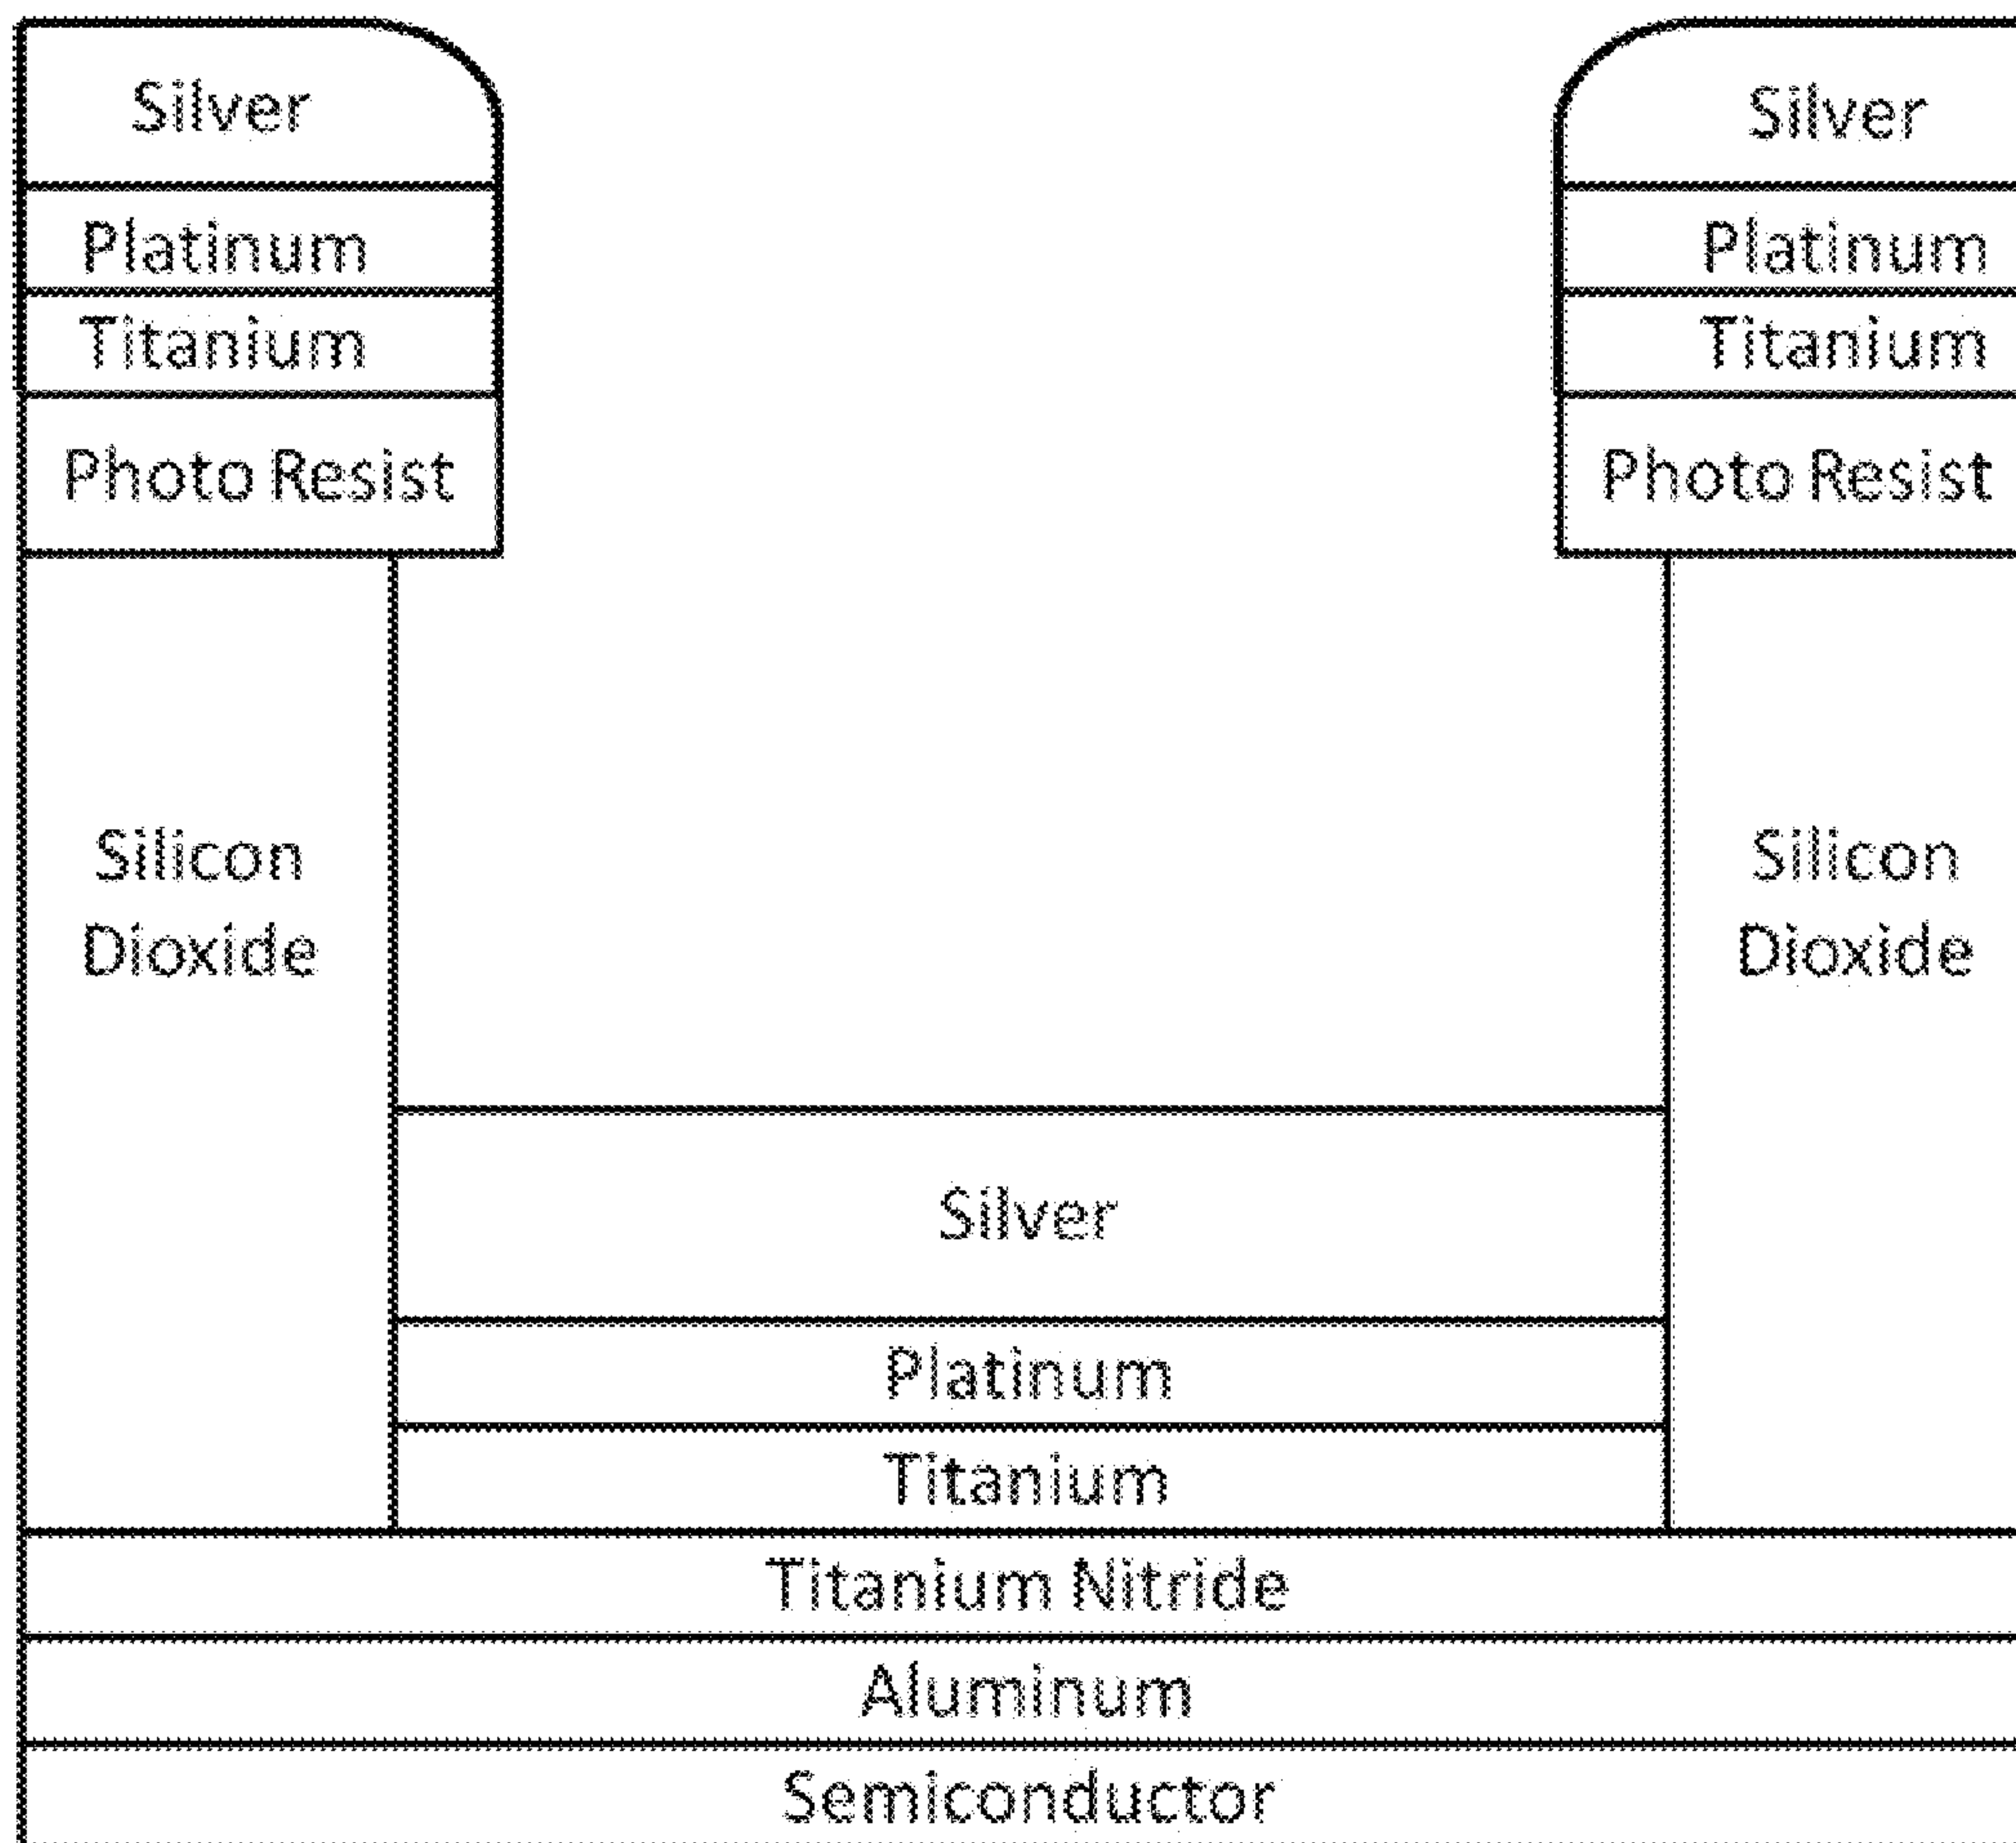 Silver
Platinum
Titanium
Photo Resist
Silicon
Dioxide
Silver
Platinum
Titanium
Photo Resist
Silicon
Dioxide
Silver
Platinum
Titanium
Titanium Nitride
Aluminum
Semiconductor